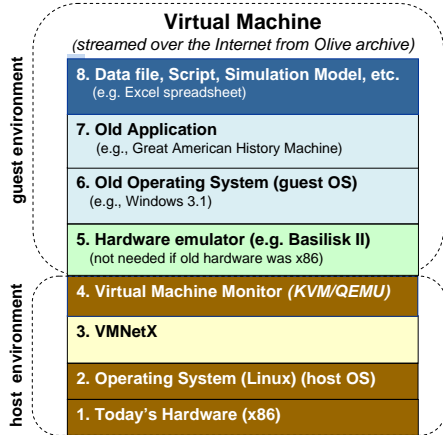 Virtual Machine
(streamed over the Internet from Olive archive)
guest environment
8. Data file, Script, Simulation Model, etc.
(e.g. Excel spreadsheet)
7. Old Application
(e.g., Great American History Machine)
6. Old Operating System (guest OS)
(e.g., Windows 3.1)
5. Hardware emulator (e.g. Basilisk II)
(not needed if old hardware was x86)
host environment
4. Virtual Machine Monitor (KVM/QEMU)
3. VMNetX
2. Operating System (Linux) (host OS)
1. Today's Hardware (x86)